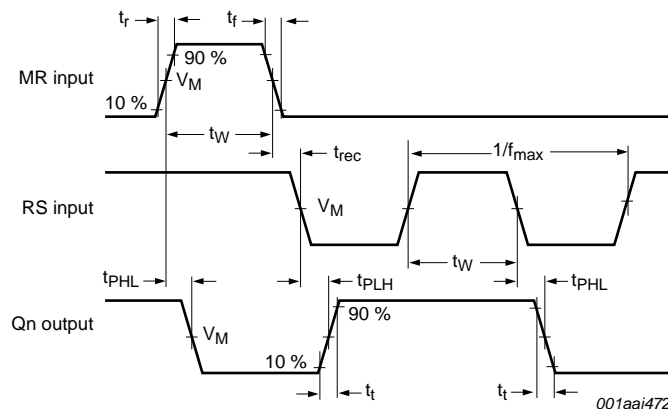 tr
tf
90 %
MR input
VM
10 %
tW
trec
1/fmax
RS input
VM
tW
tPHL
tPLH
tPHL
Qn output
90 %
VM
10 %
tt
tt
001aaj472